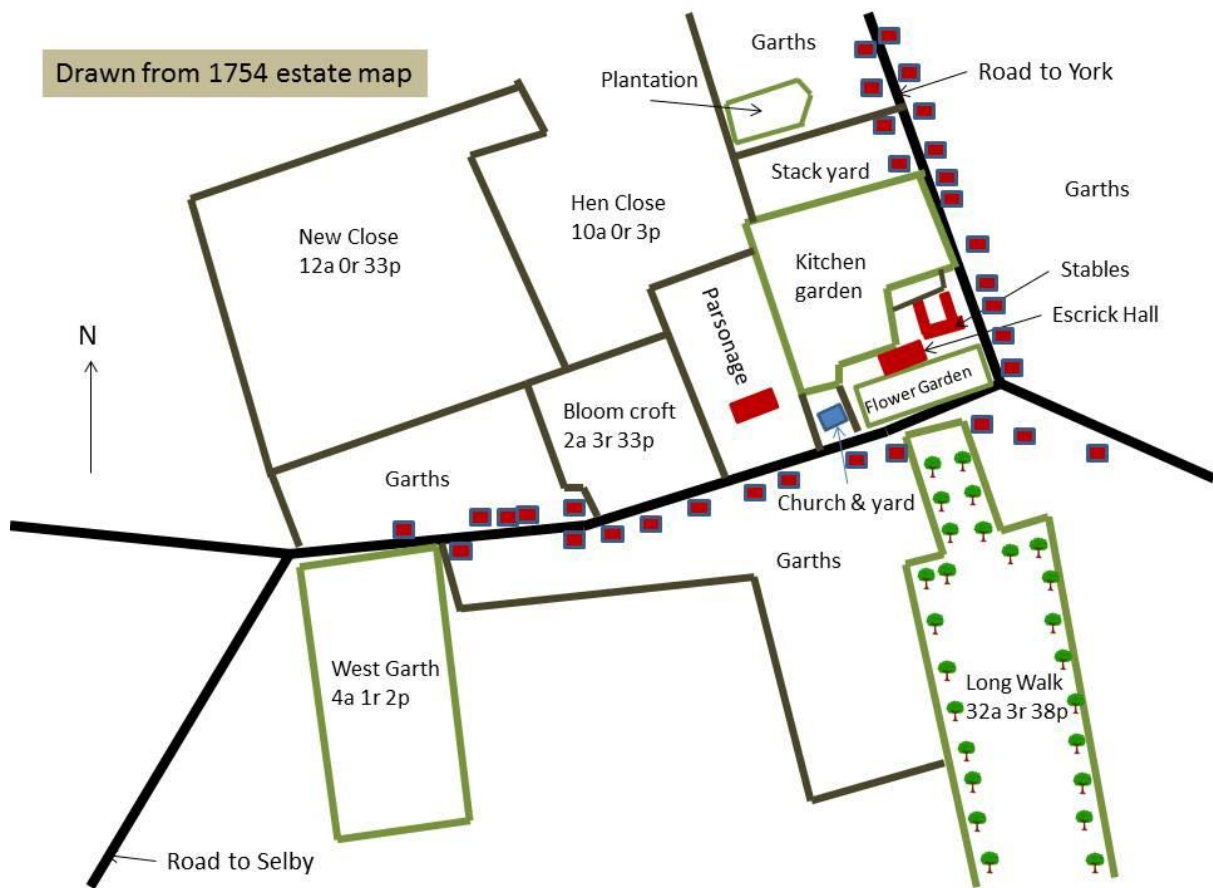 Drawn from 1754 estate map
Garths
Plantation
Road to York
Stack yard
Garths
Hen Close
10a 0r 3p
New Close
12a 0r 33p
Kitchen
garden
Stables
Escrick Hall
Parsonage
N
Flower Garden
Bloom croft
2a 3r 33p
Garths
Church & yard
Garths
West Garth
4a 1r 2p
Long Walk
32a 3r 38p
Road to Selby